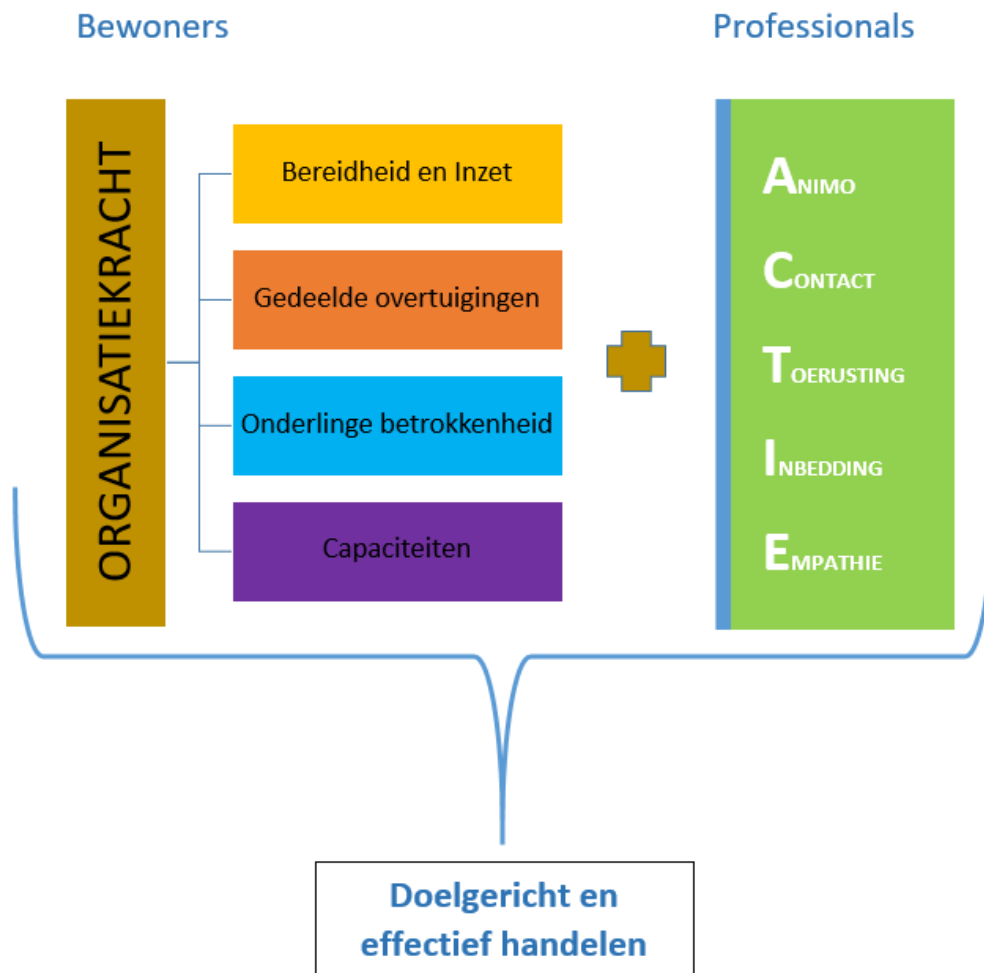 Bewoners
Professionals
ORGANISATIEKRACHT
Bereidheid en Inzet
Gedeelde overtuigingen
Onderlinge betrokkenheid
Capaciteiten
ANIMO
CONTACT
TOERUSTING
INBEDDING
EMPATHIE
Doelgericht en
effectief handelen